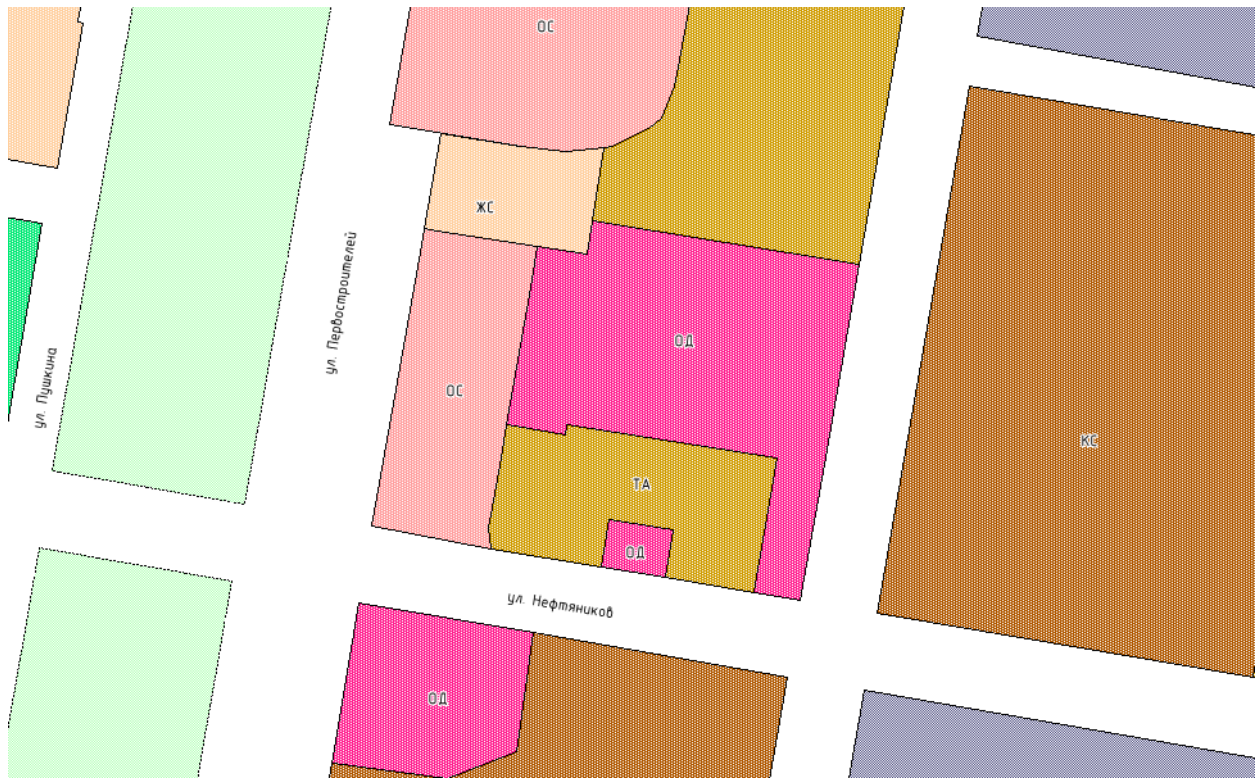 ОС
ЖС
ул. Первостроителей
ОД
ул. Пушкина
ОС
КС
ТА
ОД
ул. Нефтяников
ОД